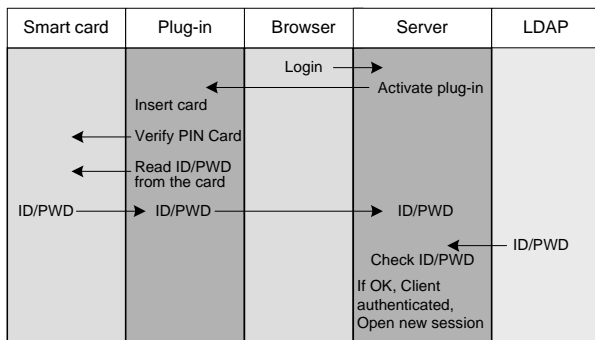 Smart card Plug-in Browser Server LDAP
Login
Activate plug-in
Insert card
Verify PIN Card
Read ID/PWD
from the card
ID/PWD ID/PWD ID/PWD
ID/PWD
Check ID/PWD
If OK, Client
authenticated,
Open new session